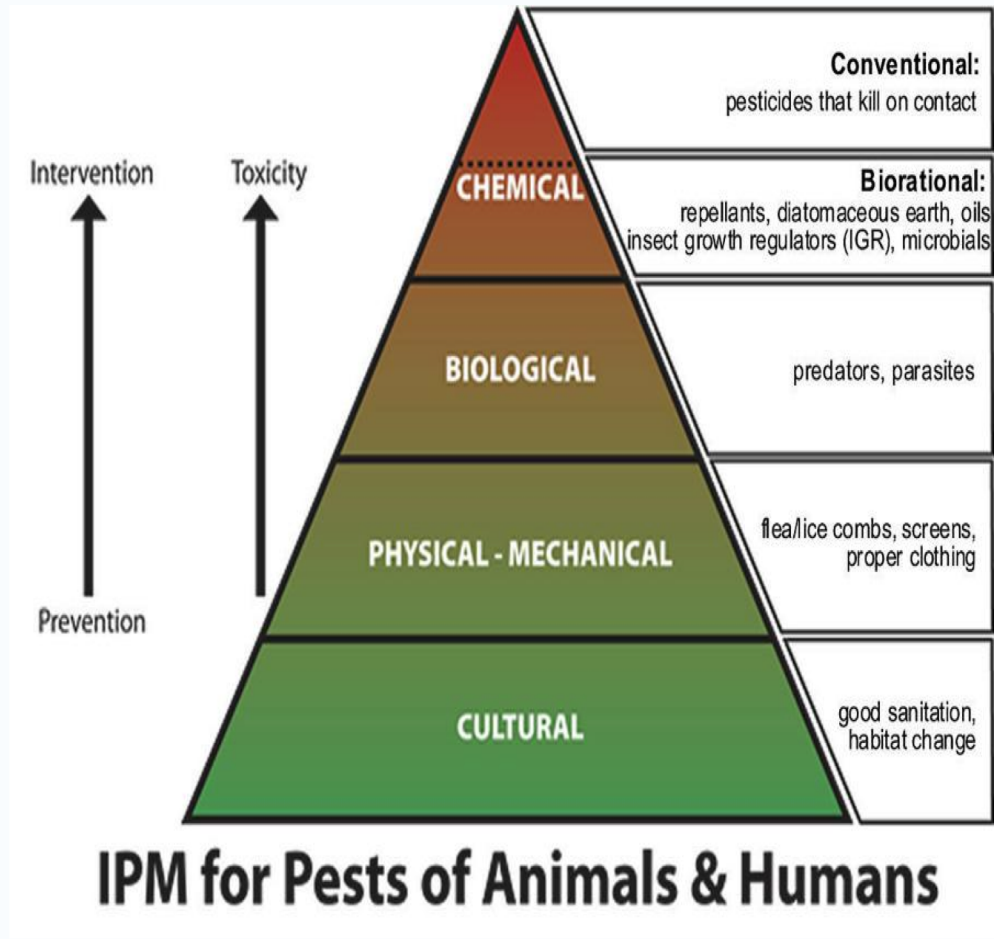 Conventional:
pesticides that kill on contact
Intervention
Toxicity
CHEMICAL
Biorational:
repellants, diatomaceous earth, oils
insect growth regulators (IGR), microbials
BIOLOGICAL
predators, parasites
PHYSICAL - MECHANICAL
flea/lice combs, screens,
proper clothing
Prevention
CULTURAL
good sanitation,
habitat change
IPM for Pests of Animals & Humans